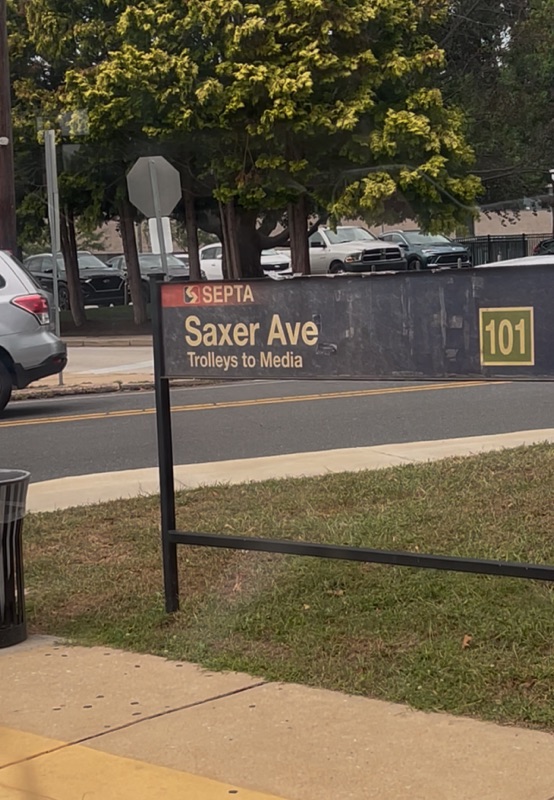 SEPTA
Saxer Ave
Trolleys to Media
101